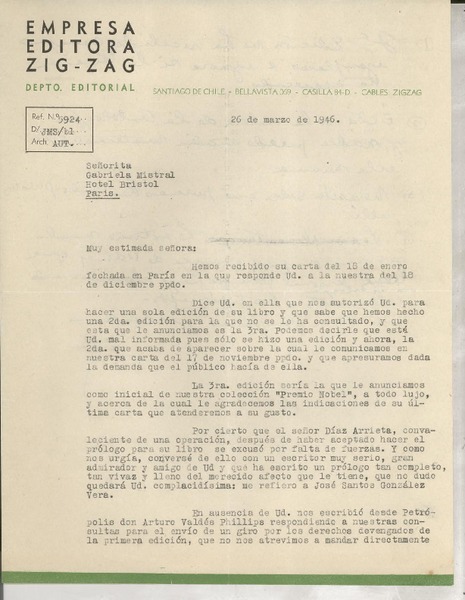 EMPRESA
EDITORA
ZIG-ZAG
DEPTO. EDITORIAL
SANTIAGO DE CHILE - BELLAVISTA 069 - CASILLA 84-D - CABLES: ZIGZAG
Ref. N.º 5924
D/ JMS/bl
Arch. AUT.
26 de marzo de 1946.
Señorita
Gabriela Mistral
Hotel Bristol
Paris.
Muy estimada señora:
Hemos recibido su carta del 18 de enero
fechada en París en la que responde Ud. a la nuestra del 18
de diciembre ppdo.
Dice Ud. en ella que nos autorizó Ud. para
hacer una sola edición de su libro y que sabe que hemos hecho
una 2da. edición para la que no se le ha consultado, y que
esta que le anunciamos es la 3ra. Podemos decirle que esté
Ud. mal informada pues sólo se hizo una edición y ahora, la
2da. que acaba de aparecer sobre la cual le comunicamos en
nuestra carta del 17 de noviembre ppdo. y que apresuramos dada
la demanda que el público hacía de ella.
La 3ra. edición sería la que le anunciamos
como inicial de nuestra colección "Premio Nobel", a todo lujo,
y acerca de la cual le agradecemos las indicaciones de su úl-
tima carta que atenderemos a su gusto.
Por cierto que el señor Díaz Arrieta, conva-
leciente de una operación, después de haber aceptado hacer el
prólogo para su libro se excusó por falta de fuerzas. Y como
nos urgía, conversé de ello con un escritor muy serio, gran
admirador y amigo de Ud y que ha escrito un prólogo tan completo,
tan vivaz y lleno del merecido afecto que le tiene, que no dudo
quedará Ud. complacidísima; me refiero a José Santos González
Vera.
En ausencia de Ud. nos escribió desde Petró-
polis don Arturo Valdés Phillips respondiendo a nuestras con-
sultas para el envío de un giro por los derechos devengados de
la primera edición, que no nos atrevimos a mandar directamente